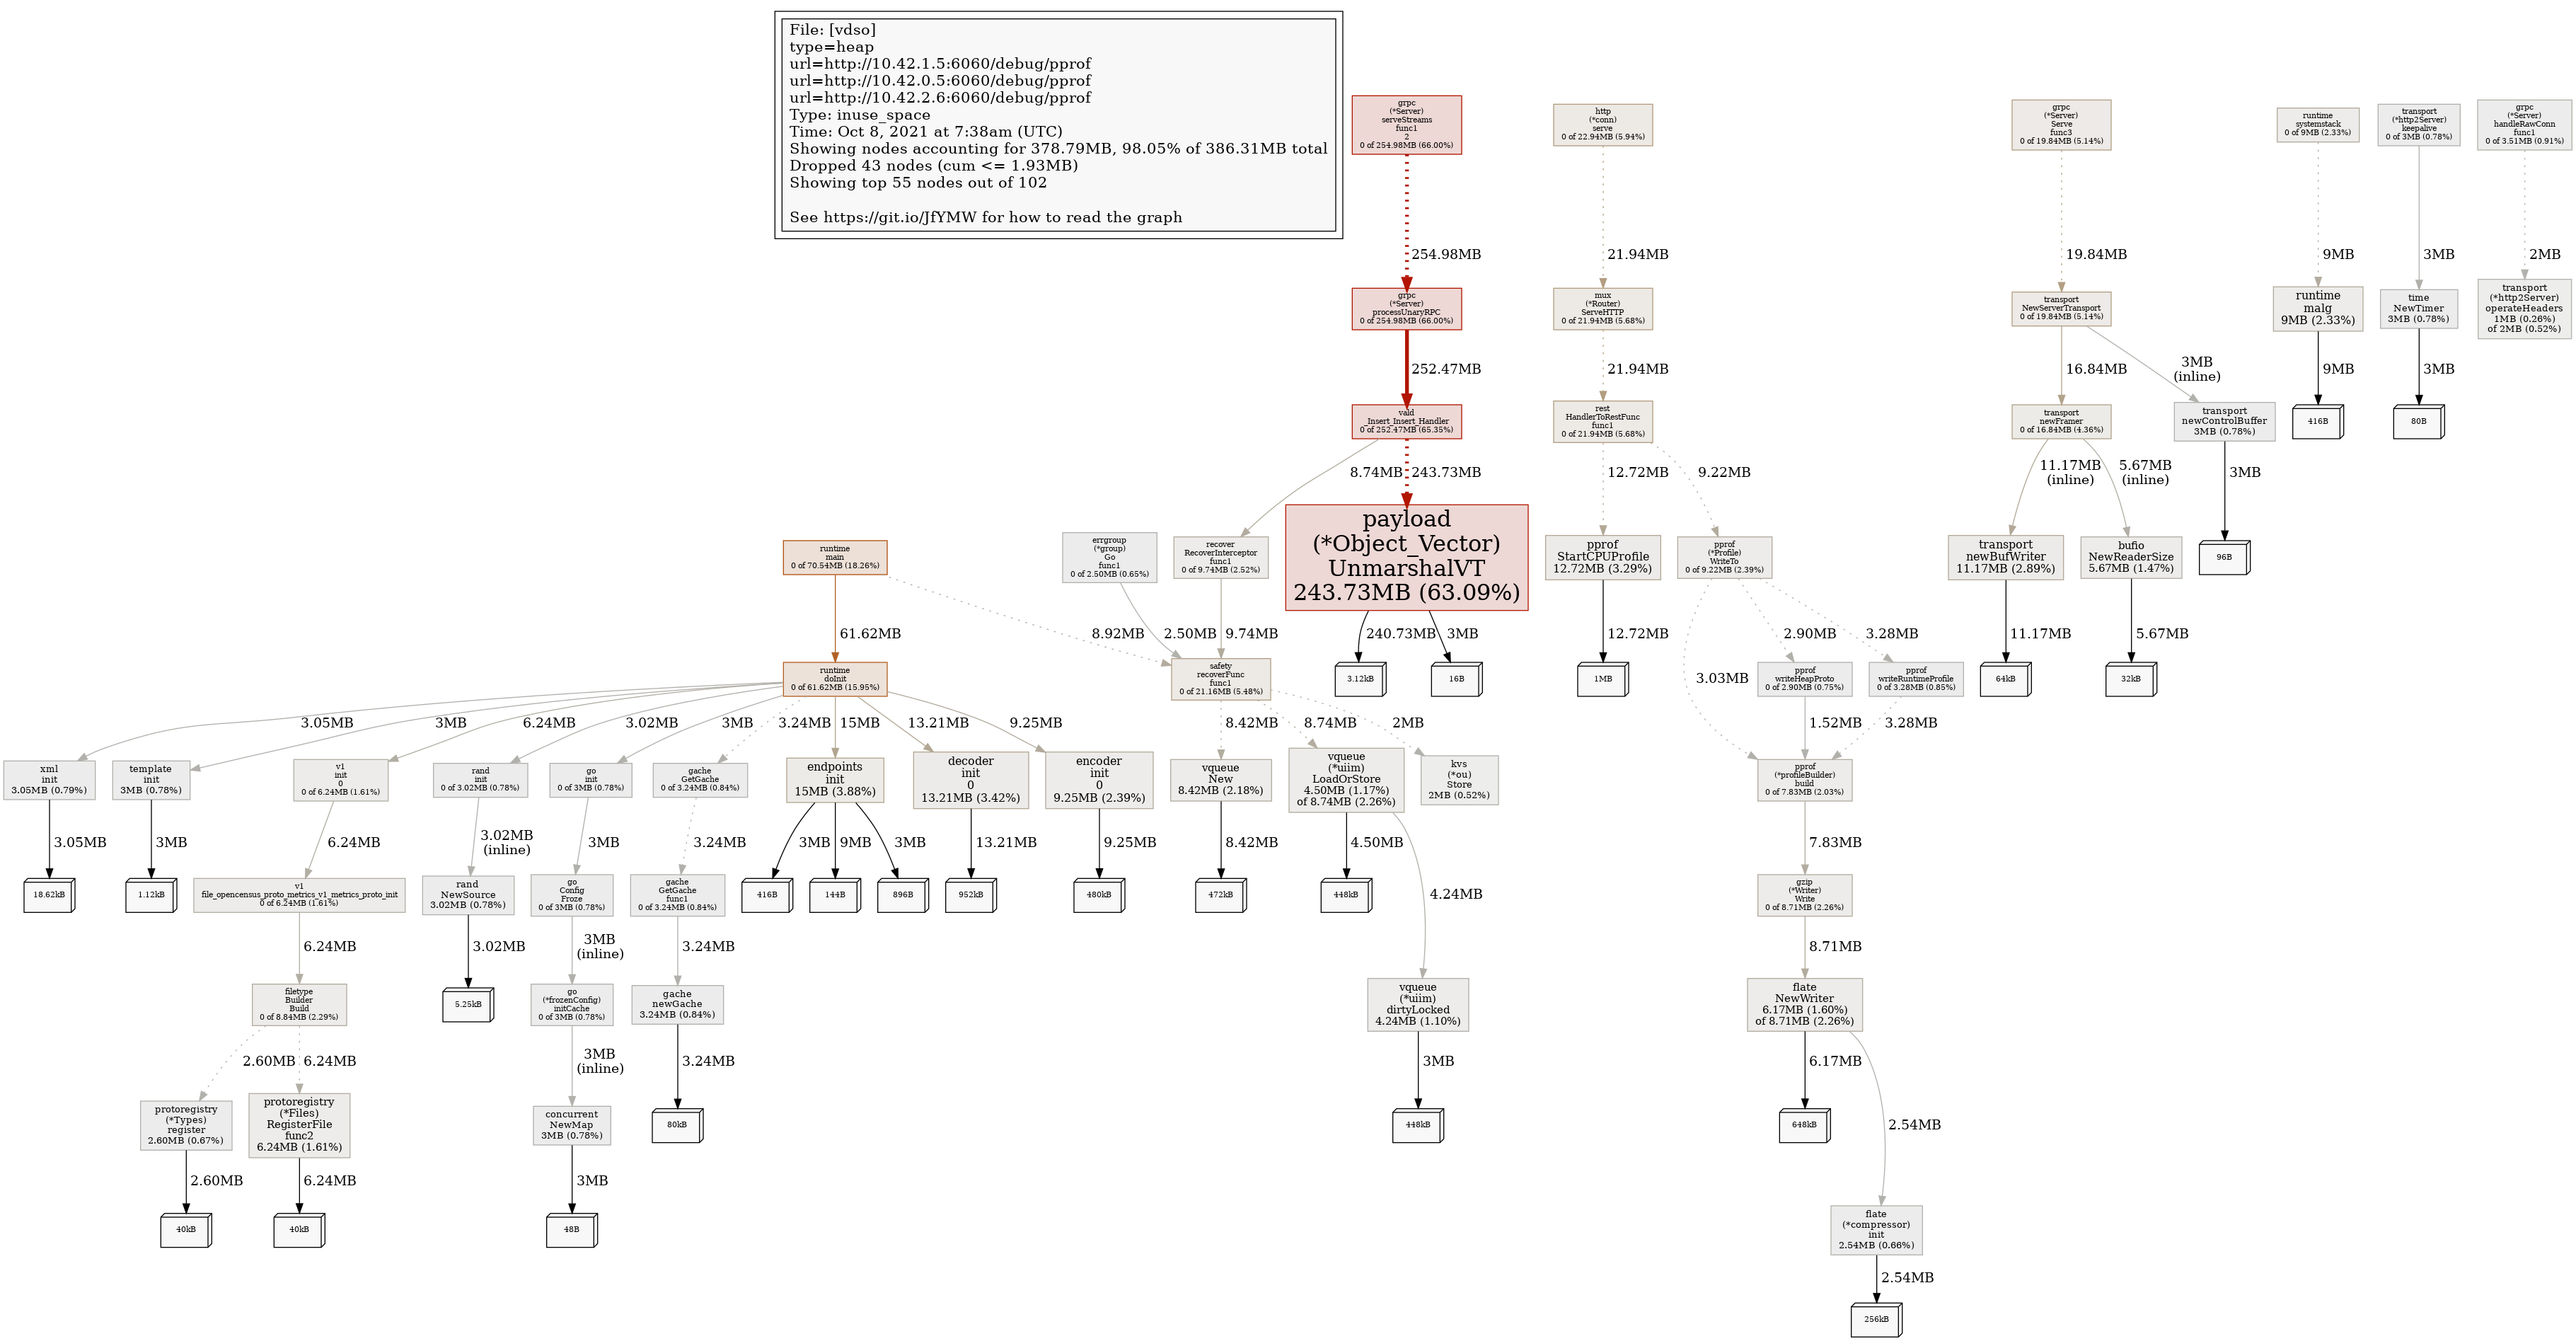 File: [vdso]
type=heap
url=http://10.42.1.5:6060/debug/pprof
url=http://10.42.0.5:6060/debug/pprof
url=http://10.42.2.6:6060/debug/pprof
Type: inuse_space
Time: Oct 8, 2021 at 7:38am (UTC)
Showing nodes accounting for 378.79MB, 98.05% of 386.31MB total
Dropped 43 nodes (cum <= 1.93MB)
Showing top 55 nodes out of 102
See https://git.io/JfYMW for how to read the graph
grpc
(*Server)
serveStreams
func1
2
0 of 254.98MB (66.00%)
http
(*conn)
serve
0 of 22.94MB (5.94%)
grpc
(*Server)
Serve
func3
0 of 19.84MB (5.14%)
runtime
systemstack
0 of 9MB (2.33%)
transport
(*http2Server)
keepalive
0 of 3MB (0.78%)
grpc
(*Server)
handleRawConn
func1
0 of 3.51MB (0.91%)
254.98MB
21.94MB
19.84MB
9MB
3MB
2MB
grpc
(*Server)
processUnaryRPC
0 of 254.98MB (66.00%)
mux
(*Router)
ServeHTTP
0 of 21.94MB (5.68%)
transport
NewServerTransport
0 of 19.84MB (5.14%)
runtime
malg
9MB (2.33%)
time
NewTimer
3MB (0.78%)
transport
(*http2Server)
operateHeaders
1MB (0.26%)
of 2MB (0.52%)
252.47MB
21.94MB
16.84MB
3MB
(inline)
9MB
3MB
vald
_Insert_Insert_Handler
0 of 252.47MB (65.35%)
rest
HandlerToRestFunc
func1
0 of 21.94MB (5.68%)
transport
newFramer
0 of 16.84MB (4.36%)
transport
newControlBuffer
3MB (0.78%)
416B
80B
8.74MB
243.73MB
12.72MB
9.22MB
11.17MB
(inline)
5.67MB
(inline)
3MB
runtime
main
0 of 70.54MB (18.26%)
errgroup
(*group)
Go
func1
0 of 2.50MB (0.65%)
recover
RecoverInterceptor
func1
0 of 9.74MB (2.52%)
payload
(*Object_Vector)
UnmarshalVT
243.73MB (63.09%)
pprof
StartCPUProfile
12.72MB (3.29%)
pprof
(*Profile)
WriteTo
0 of 9.22MB (2.39%)
transport
newBufWriter
11.17MB (2.89%)
bufio
NewReaderSize
5.67MB (1.47%)
96B
61.62MB
8.92MB
2.50MB
9.74MB
240.73MB
3MB
12.72MB
3.03MB
2.90MB
3.28MB
11.17MB
5.67MB
runtime
doInit
0 of 61.62MB (15.95%)
safety
recoverFunc
func1
0 of 21.16MB (5.48%)
3.12kB
16B
1MB
pprof
writeHeapProto
0 of 2.90MB (0.75%)
pprof
writeRuntimeProfile
0 of 3.28MB (0.85%)
64kB
32kB
3.05MB
3MB
6.24MB
3.02MB
3MB
3.24MB
15MB
13.21MB
9.25MB
8.42MB
8.74MB
2MB
1.52MB
3.28MB
xml
init
3.05MB (0.79%)
template
init
3MB (0.78%)
v1
init
0
0 of 6.24MB (1.61%)
rand
init
0 of 3.02MB (0.78%)
go
init
0 of 3MB (0.78%)
gache
GetGache
0 of 3.24MB (0.84%)
endpoints
init
15MB (3.88%)
decoder
init
0
13.21MB (3.42%)
encoder
init
0
9.25MB (2.39%)
vqueue
New
8.42MB (2.18%)
vqueue
(*uiim)
LoadOrStore
4.50MB (1.17%)
of 8.74MB (2.26%)
kvs
(*ou)
Store
2MB (0.52%)
pprof
(*profileBuilder)
build
0 of 7.83MB (2.03%)
3.05MB
3MB
6.24MB
3.02MB
(inline)
3MB
3.24MB
3MB
9MB
3MB
13.21MB
9.25MB
8.42MB
4.50MB
4.24MB
7.83MB
18.62kB
1.12kB
v1
file_opencensus_proto_metrics_v1_metrics_proto_init
0 of 6.24MB (1.61%)
rand
NewSource
3.02MB (0.78%)
go
Config
Froze
0 of 3MB (0.78%)
gache
GetGache
func1
0 of 3.24MB (0.84%)
416B
144B
896B
952kB
480kB
472kB
448kB
gzip
(*Writer)
Write
0 of 8.71MB (2.26%)
6.24MB
3.02MB
3MB
(inline)
3.24MB
8.71MB
filetype
Builder
Build
0 of 8.84MB (2.29%)
5.25kB
go
(*frozenConfig)
initCache
0 of 3MB (0.78%)
gache
newGache
3.24MB (0.84%)
vqueue
(*uiim)
dirtyLocked
4.24MB (1.10%)
flate
NewWriter
6.17MB (1.60%)
of 8.71MB (2.26%)
2.60MB
6.24MB
3MB
(inline)
3.24MB
3MB
6.17MB
2.54MB
protoregistry
(*Types)
register
2.60MB (0.67%)
protoregistry
(*Files)
RegisterFile
func2
6.24MB (1.61%)
concurrent
NewMap
3MB (0.78%)
80kB
448kB
648kB
2.60MB
6.24MB
3MB
40kB
40kB
48B
flate
(*compressor)
init
2.54MB (0.66%)
2.54MB
256kB